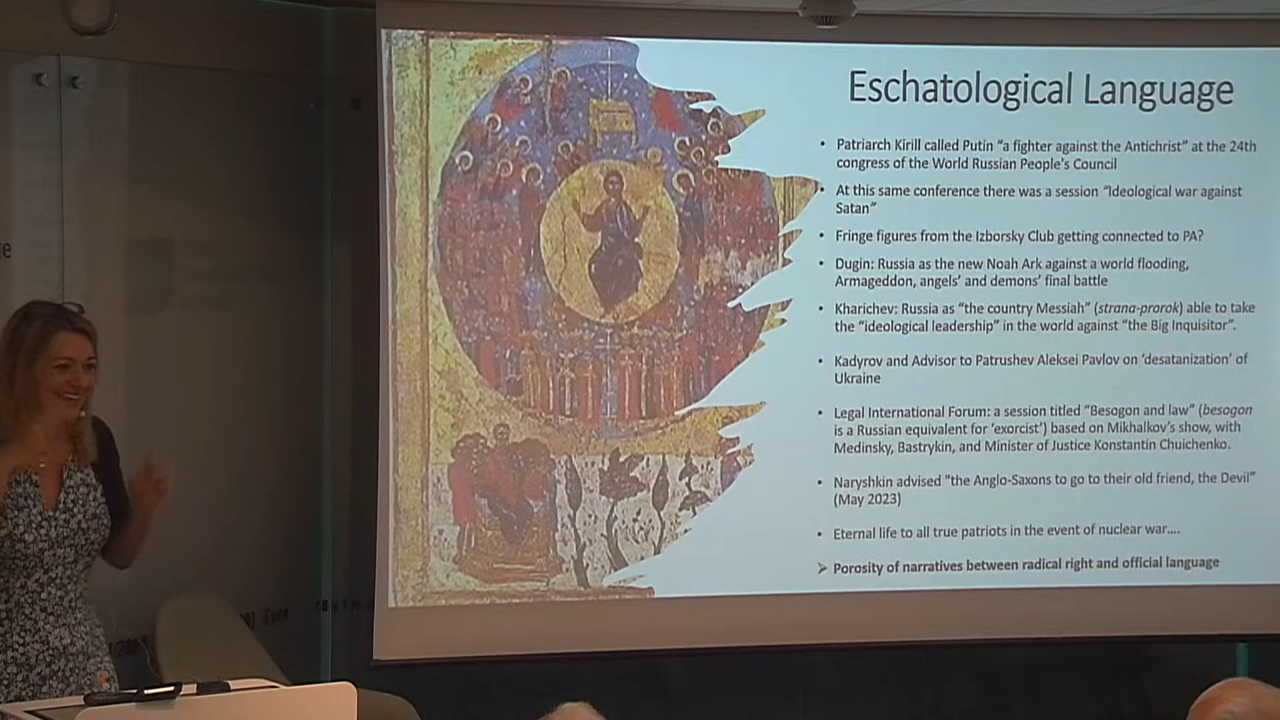 Eschatological Language
• Patriarch Kirill called Putin "a fighter against the Antichrist" at the 24th
congress of the World Russian People's Council
• At this same conference there was a session "Ideological war against
Satan"
• Fringe figures from the Izborsky Club getting connected to PA?
• Dugin: Russia as the new Noah Ark against a world flooding,
Armageddon, angels' and demons' final battle
• Kharichev: Russia as "the country Messiah" (strana-prorok) able to take
the "ideological leadership" in the world against "the Big Inquisitor".
• Kadyrov and Advisor to Patrushev Aleksei Pavlov on 'desatanization' of
Ukraine
• Legal International Forum: a session titled "Besogon and law" (besogon
is a Russian equivalent for 'exorcist') based on Mikhalkov's show, with
Medinsky, Bastrykin, and Minister of Justice Konstantin Chuichenko.
• Naryshkin advised "the Anglo-Saxons to go to their old friend, the Devil"
(May 2023)
• Eternal life to all true patriots in the event of nuclear war....
➢ Porosity of narratives between radical right and official language